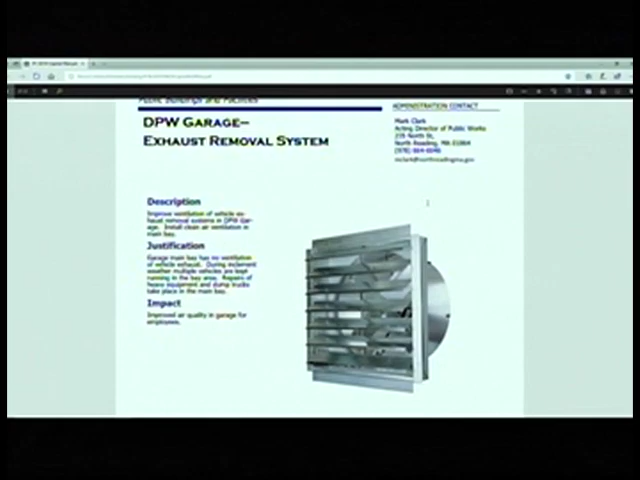 Public Buildings and Facilities
ADMINISTRATION CONTACT
DPW GARAGE–
EXHAUST REMOVAL SYSTEM
Mark Clark
Acting Director of Public Works
235 North St,
North Reading, MA 01864
mclark@northreadingma.gov
Description
Improve ventilation of vehicle ex-
haust removal systems in DPW Gar-
age. Install clean air ventilation in
main bay.
Justification
Garage main bay has no ventilation
of vehicle exhaust. During inclement
weather multiple vehicles are kept
running in the bay area. Repairs of
heavy equipment and dump trucks
take place in the main bay.
Impact
Improved air quality in garage for
employees.